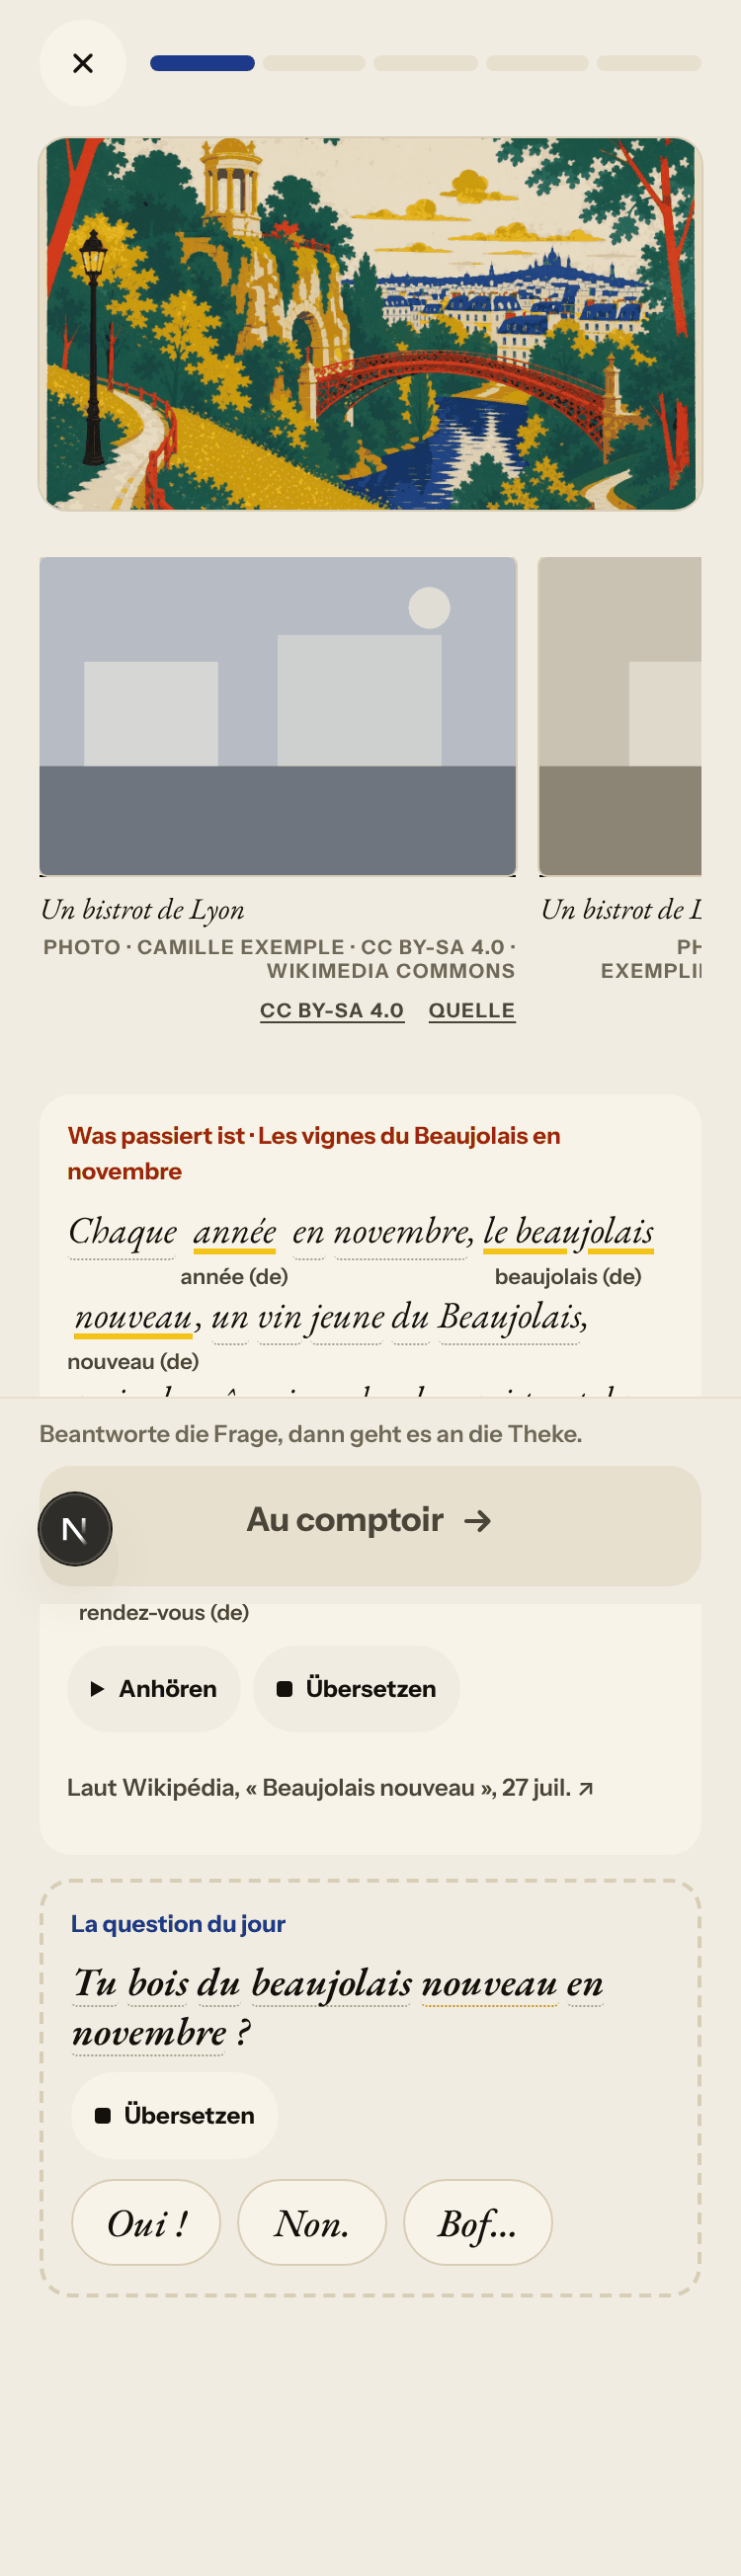 Un bistrot de Lyon
Un bistrot de
PHOTO · CAMILLE EXEMPLE · CC BY-SA 4.0 ·
WIKIMEDIA COMMONS
CC BY-SA 4.0 QUELLE
Was passiert ist · Les vignes du Beaujolais en
novembre
Chaque année en novembre, le beaujolais
année (de) beaujolais (de)
nouveau, un vin jeune du Beaujolais,
nouveau (de)
Beantworte die Frage, dann geht es an die Theke.
N
Au comptoir →
rendez-vous (de)
Anhören Übersetzen
Laut Wikipédia, « Beaujolais nouveau », 27 juil. ↗
La question du jour
Tu bois du beaujolais nouveau en
novembre ?
Übersetzen
Oui ! Non. Bof…